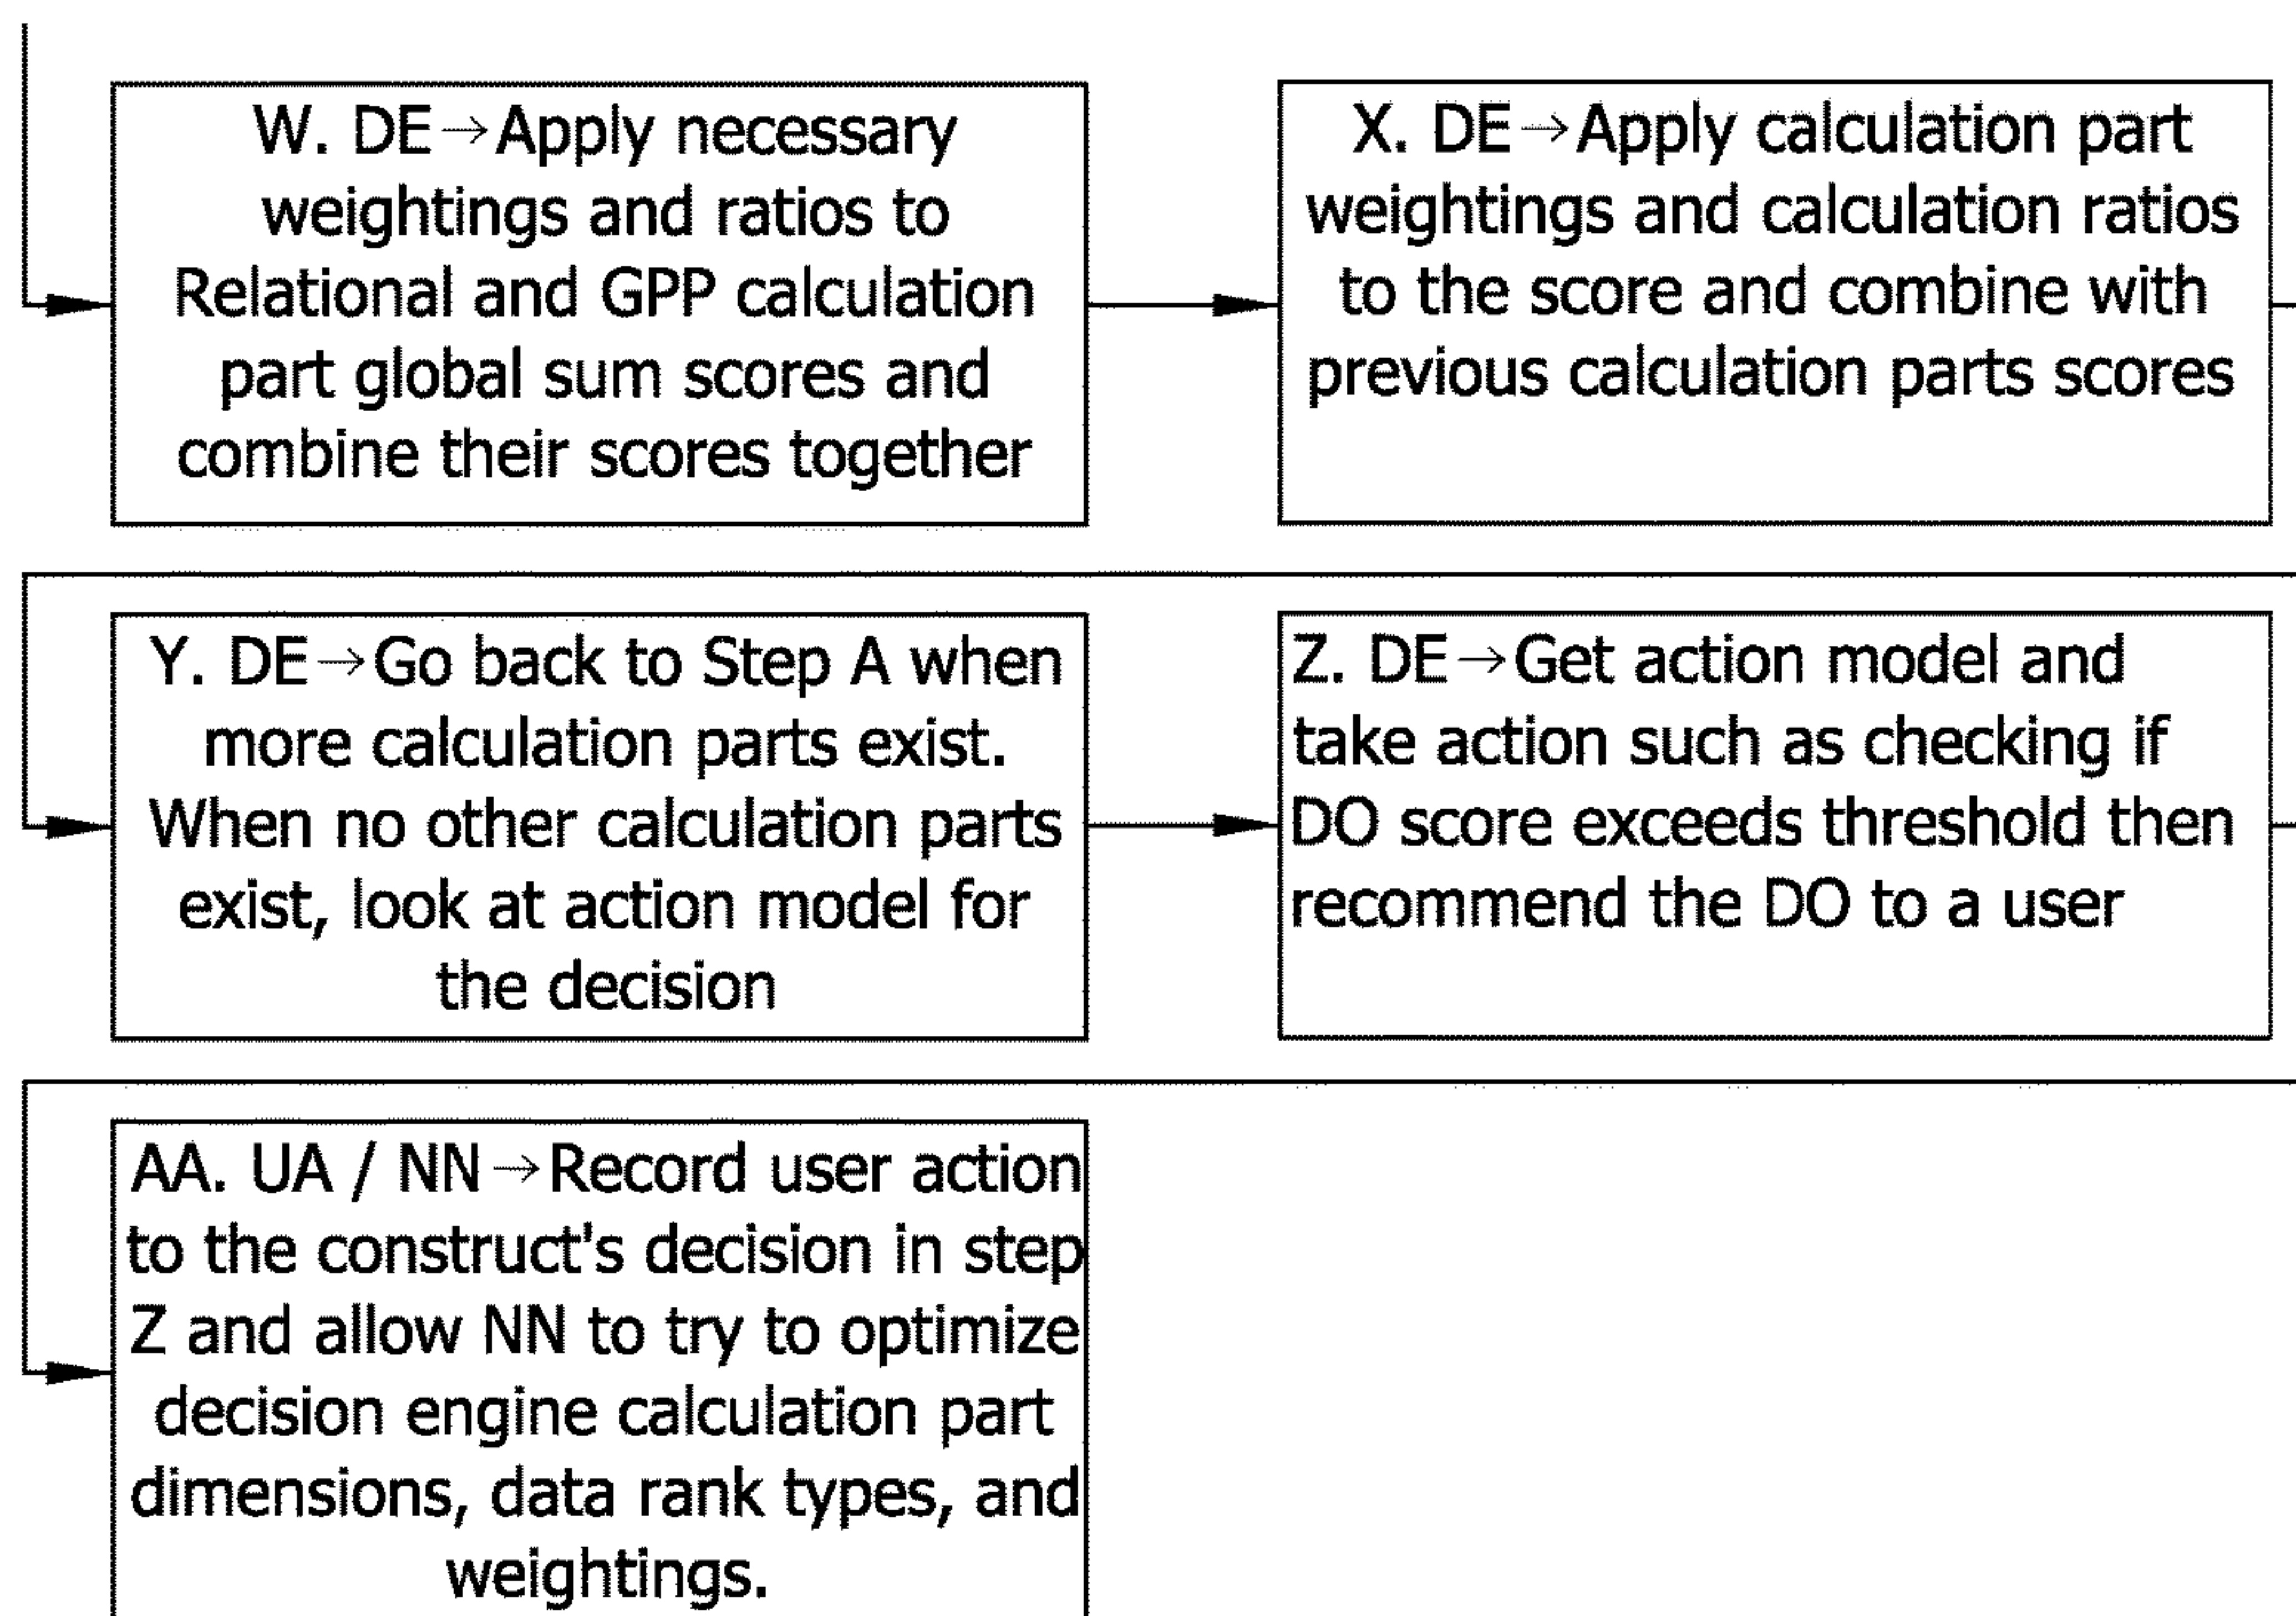 W. DE→Apply necessary
weightings and ratios to
Relational and GPP calculation
part global sum scores and
combine their scores together
X. DE→Apply calculation part
weightings and calculation ratios
to the score and combine with
previous calculation parts scores
Y. DE→Go back to Step A when
more calculation parts exist.
When no other calculation parts
exist, look at action model for
the decision
Z. DE→Get action model and
take action such as checking if
DO score exceeds threshold then
recommend the DO to a user
AA. UA / NN→Record user action
to the construct's decision in step
Z and allow NN to try to optimize
decision engine calculation part
dimensions, data rank types, and
weightings.